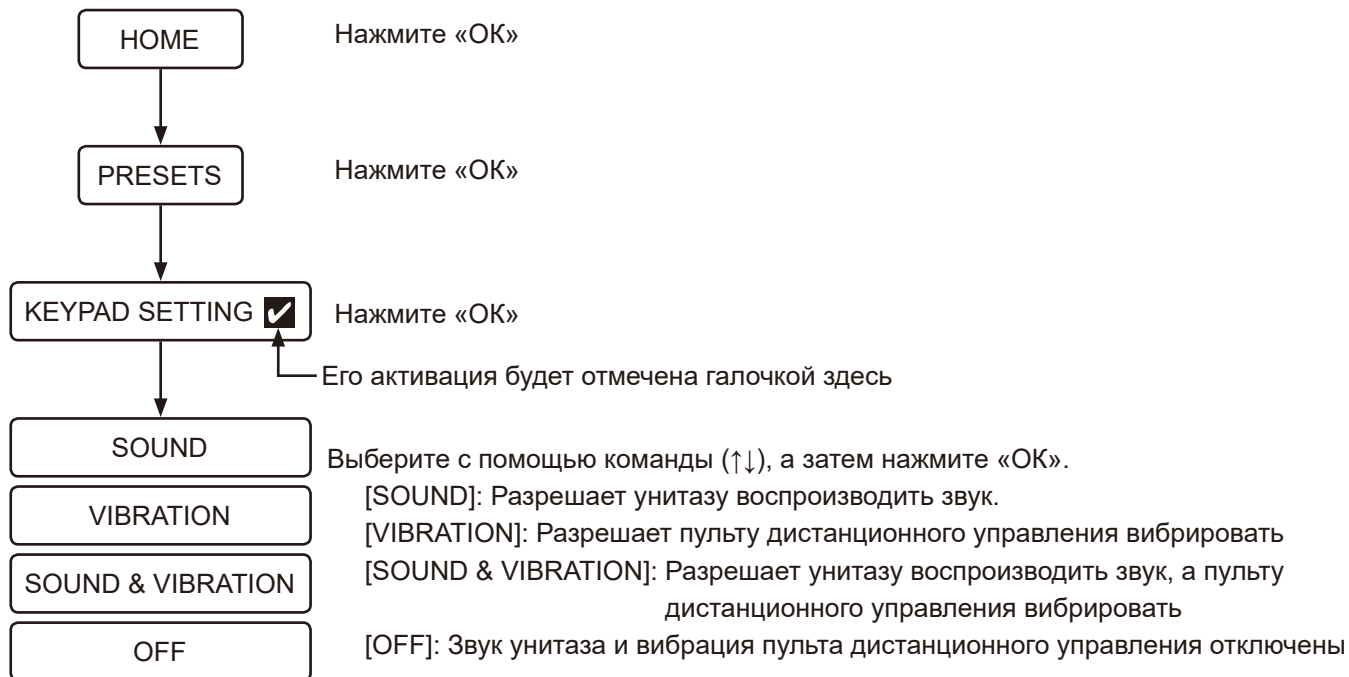 HOME
Нажмите «ОК»
PRESETS
Нажмите «ОК»
KEYPAD SETTING ✔
Нажмите «ОК»
Его активация будет отмечена галочкой здесь
SOUND
VIBRATION
SOUND & VIBRATION
OFF
Выберите с помощью команды (↑↓), а затем нажмите «ОК».
[SOUND]: Разрешает унитазу воспроизводить звук.
[VIBRATION]: Разрешает пульту дистанционного управления вибрировать
[SOUND & VIBRATION]: Разрешает унитазу воспроизводить звук, а пульту
дистанционного управления вибрировать
[OFF]: Звук унитаза и вибрация пульта дистанционного управления отключены